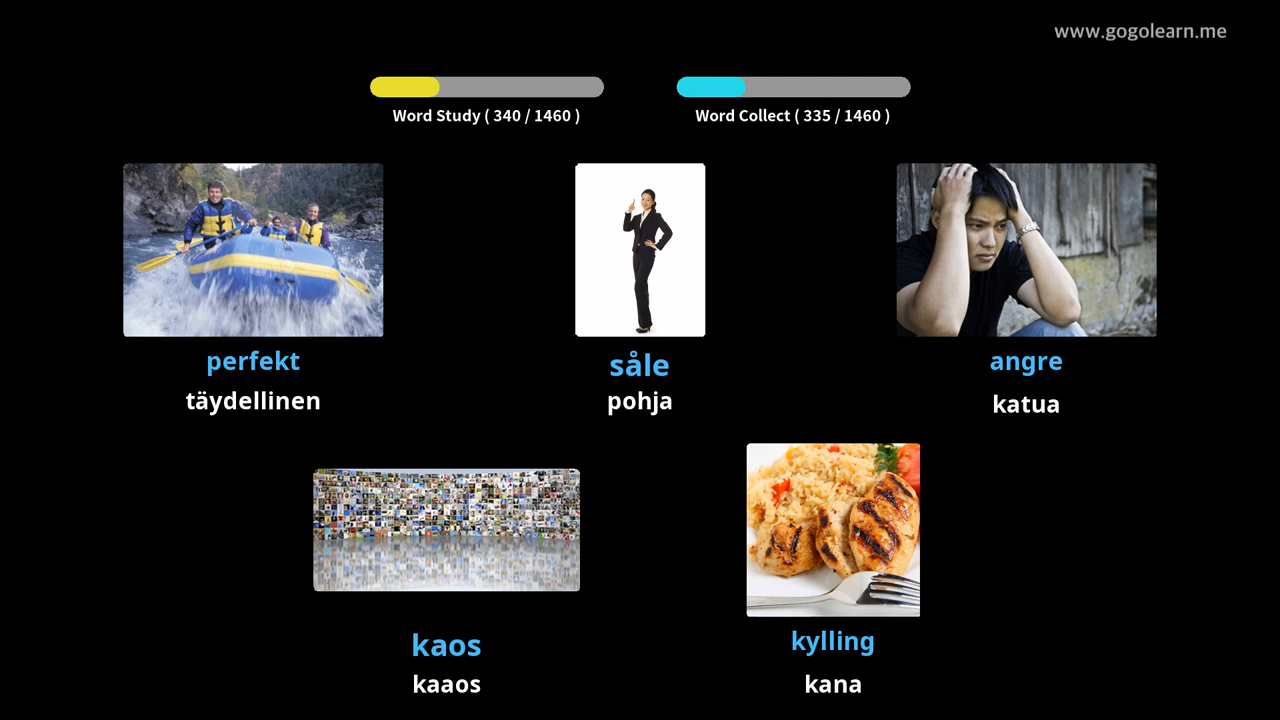 www.gogolearn.me
Word Study ( 340 / 1460 )
Word Collect ( 335 / 1460 )
perfekt
täydellinen
såle
pohja
angre
katua
kaos
kaaos
kylling
kana